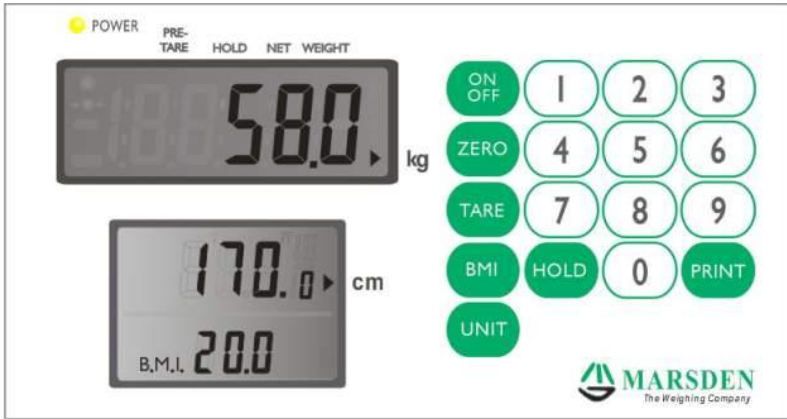 POWER
PRE-TARE HOLD NET WEIGHT
58.0 kg
170.0 cm
B.M.I. 20.0
ON OFF 1 2 3
ZERO 4 5 6
TARE 7 8 9
BMI HOLD 0 PRINT
UNIT
MARSDEN
The Weighing Company